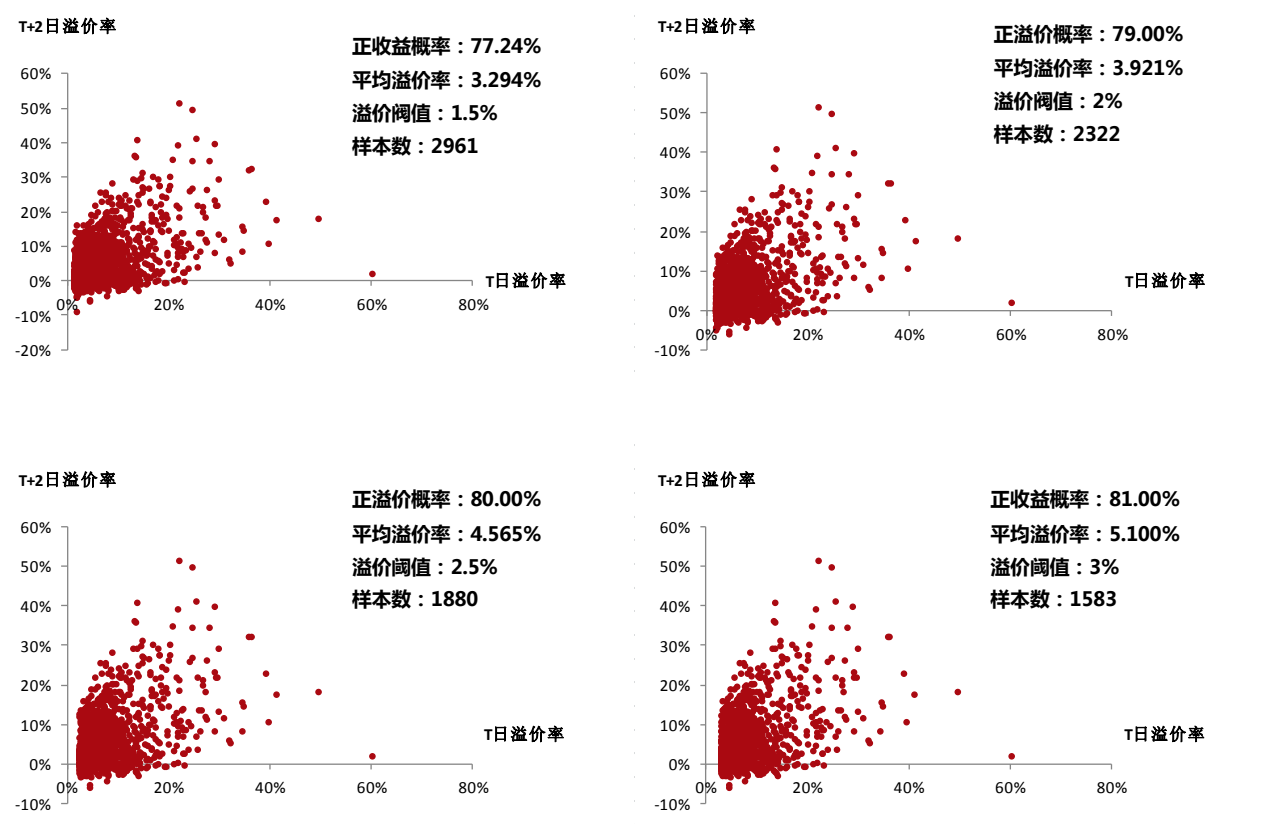 T+2日溢价率
正收益概率：77.24%
平均溢价率：3.294%
溢价阀值：1.5%
样本数：2961
60%
50%
40%
30%
20%
10%
0%
-10%
-20%
0%
20%
40%
60%
80%
T日溢价率
T+2日溢价率
正溢价概率：79.00%
平均溢价率：3.921%
溢价阀值：2%
样本数：2322
60%
50%
40%
30%
20%
10%
0%
-10%
0%
20%
40%
60%
80%
T日溢价率
T+2日溢价率
正溢价概率：80.00%
平均溢价率：4.565%
溢价阈值：2.5%
样本数：1880
60%
50%
40%
30%
20%
10%
0%
-10%
0%
20%
40%
60%
80%
T日溢价率
T+2日溢价率
正收益概率：81.00%
平均溢价率：5.100%
溢价阈值：3%
样本数：1583
60%
50%
40%
30%
20%
10%
0%
-10%
0%
20%
40%
60%
80%
T日溢价率